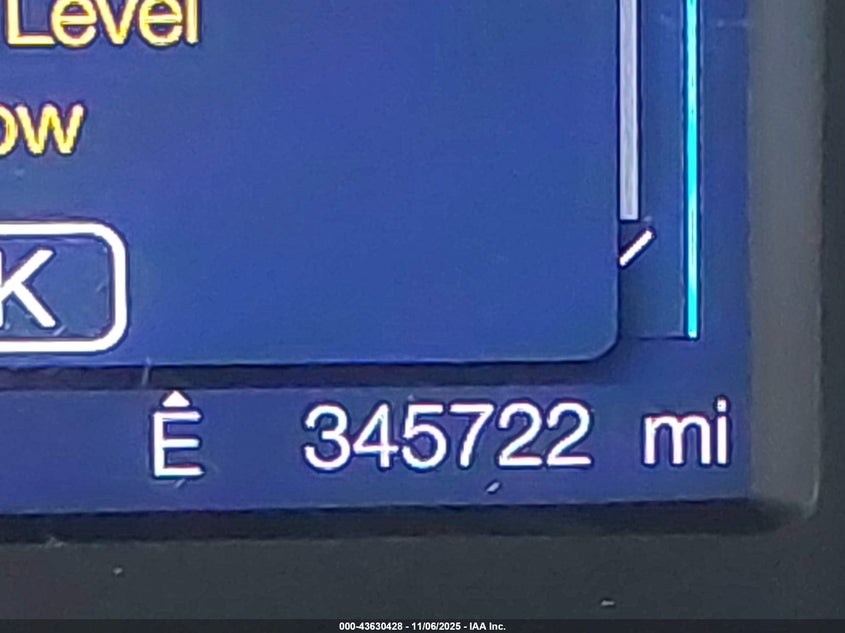 Level
ow
K
E 345722 mi
000-43630428 - 11/06/2025 - IAA Inc.